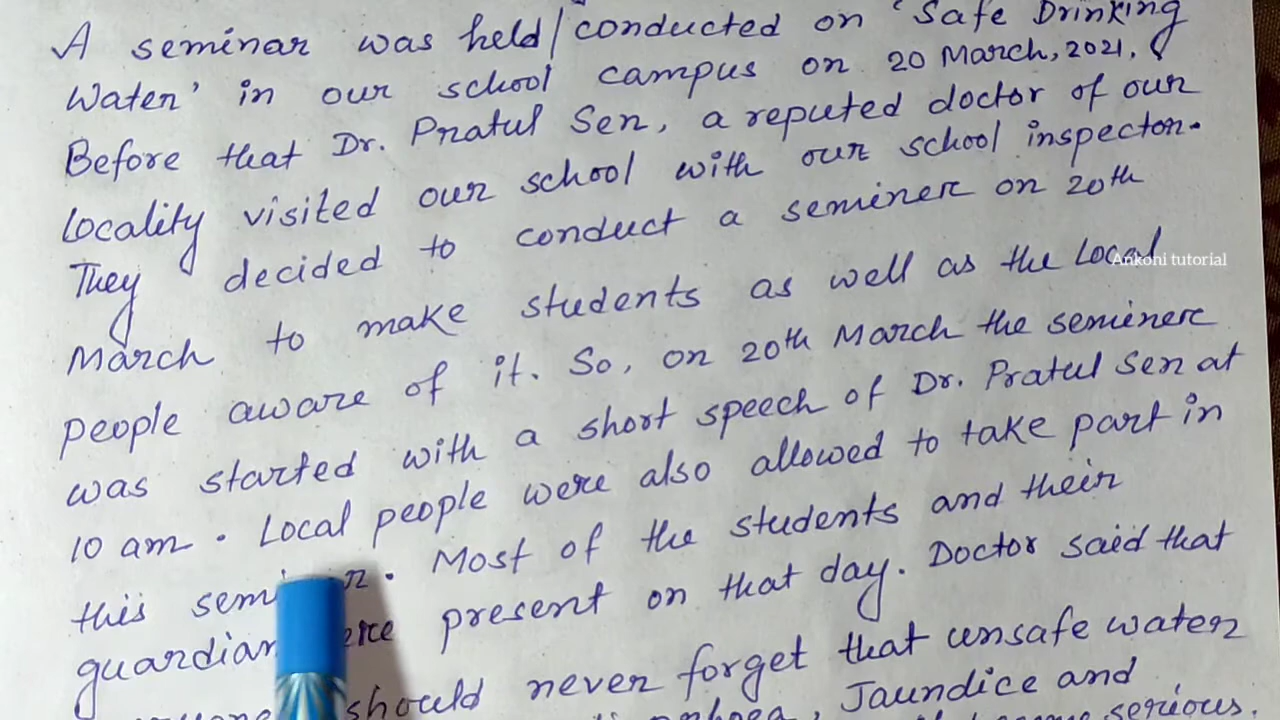 A seminar was held/conducted on 'Safe Drinking
Water' in our school campus on 20 March, 2021.
Before that Dr. Pratul Sen, a reputed doctor of our
locality visited our school with our school inspector.
They decided to conduct a seminer on 20th
March to make students as well as the local
Ankoni tutorial
people aware of it. So, on 20th March the seminer
was started with a short speech of Dr. Pratul Sen at
10 am. Local people were also allowed to take part in
this. Most of the students and their
present on that day. Doctor said that
should never forget that unsafe water
, Jaundice and
serious.